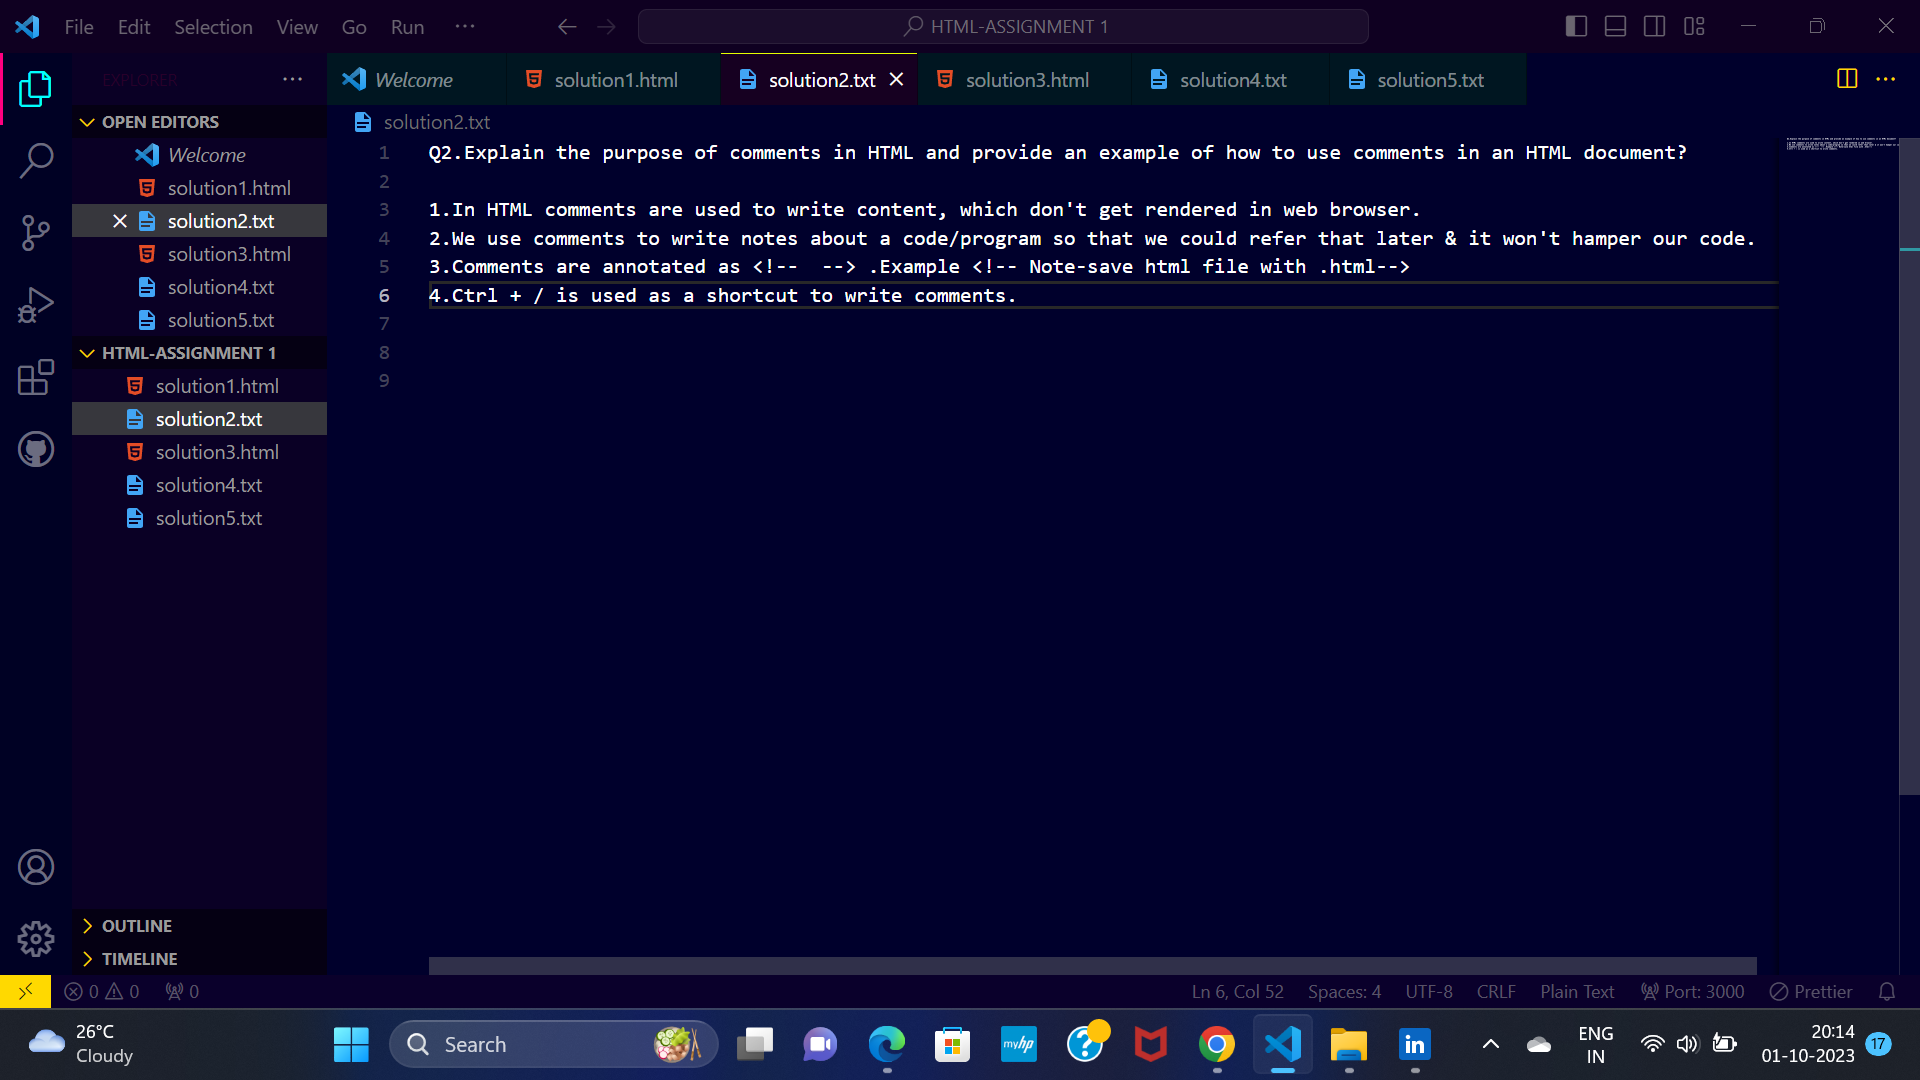 File Edit Selection View Go Run ··· HTML-ASSIGNMENT 1
EXPLORER ···
OPEN EDITORS
Welcome
solution1.html
solution2.txt
solution3.html
solution4.txt
solution5.txt
HTML-ASSIGNMENT 1
solution1.html
solution2.txt
solution3.html
solution4.txt
solution5.txt
OUTLINE
TIMELINE
Welcome solution1.html solution2.txt solution3.html solution4.txt solution5.txt
solution2.txt
1 Q2.Explain the purpose of comments in HTML and provide an example of how to use comments in an HTML document?
2
3 1.In HTML comments are used to write content, which don't get rendered in web browser.
4 2.We use comments to write notes about a code/program so that we could refer that later & it won't hamper our code.
5 3.Comments are annotated as <!--  --> .Example <!-- Note-save html file with .html-->
6 4.Ctrl + / is used as a shortcut to write comments.
7
8
9
0 0 0 Ln 6, Col 52 Spaces: 4 UTF-8 CRLF Plain Text Port: 3000 Prettier
26°C
Cloudy
Search
myhp
in
ENG
IN
20:14
01-10-2023
17